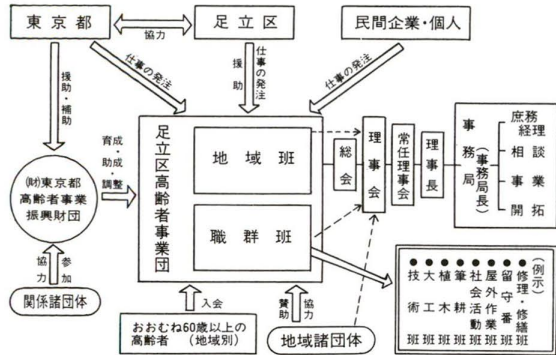 東京都
協力
足立区
民間企業・個人
援助・補助
仕事の発注
援助
仕事の発注
仕事の発注
(財)東京都
高齢者事業
振興財団
育成・助成・調整
足立区高齢者事業団
地域班
職群班
総会
理事会
常任理事会
理事長
事務局(事務局長)
庶務
経理
相談
事業
開拓
協力
参加
関係諸団体
入会
おおむね60歳以上の
高齢者 (地域別)
賛助
協力
地域諸団体
(例示)
修理・修繕班
留守番班
屋外作業班
社会活動班
筆耕班
植木班
大工班
技術班